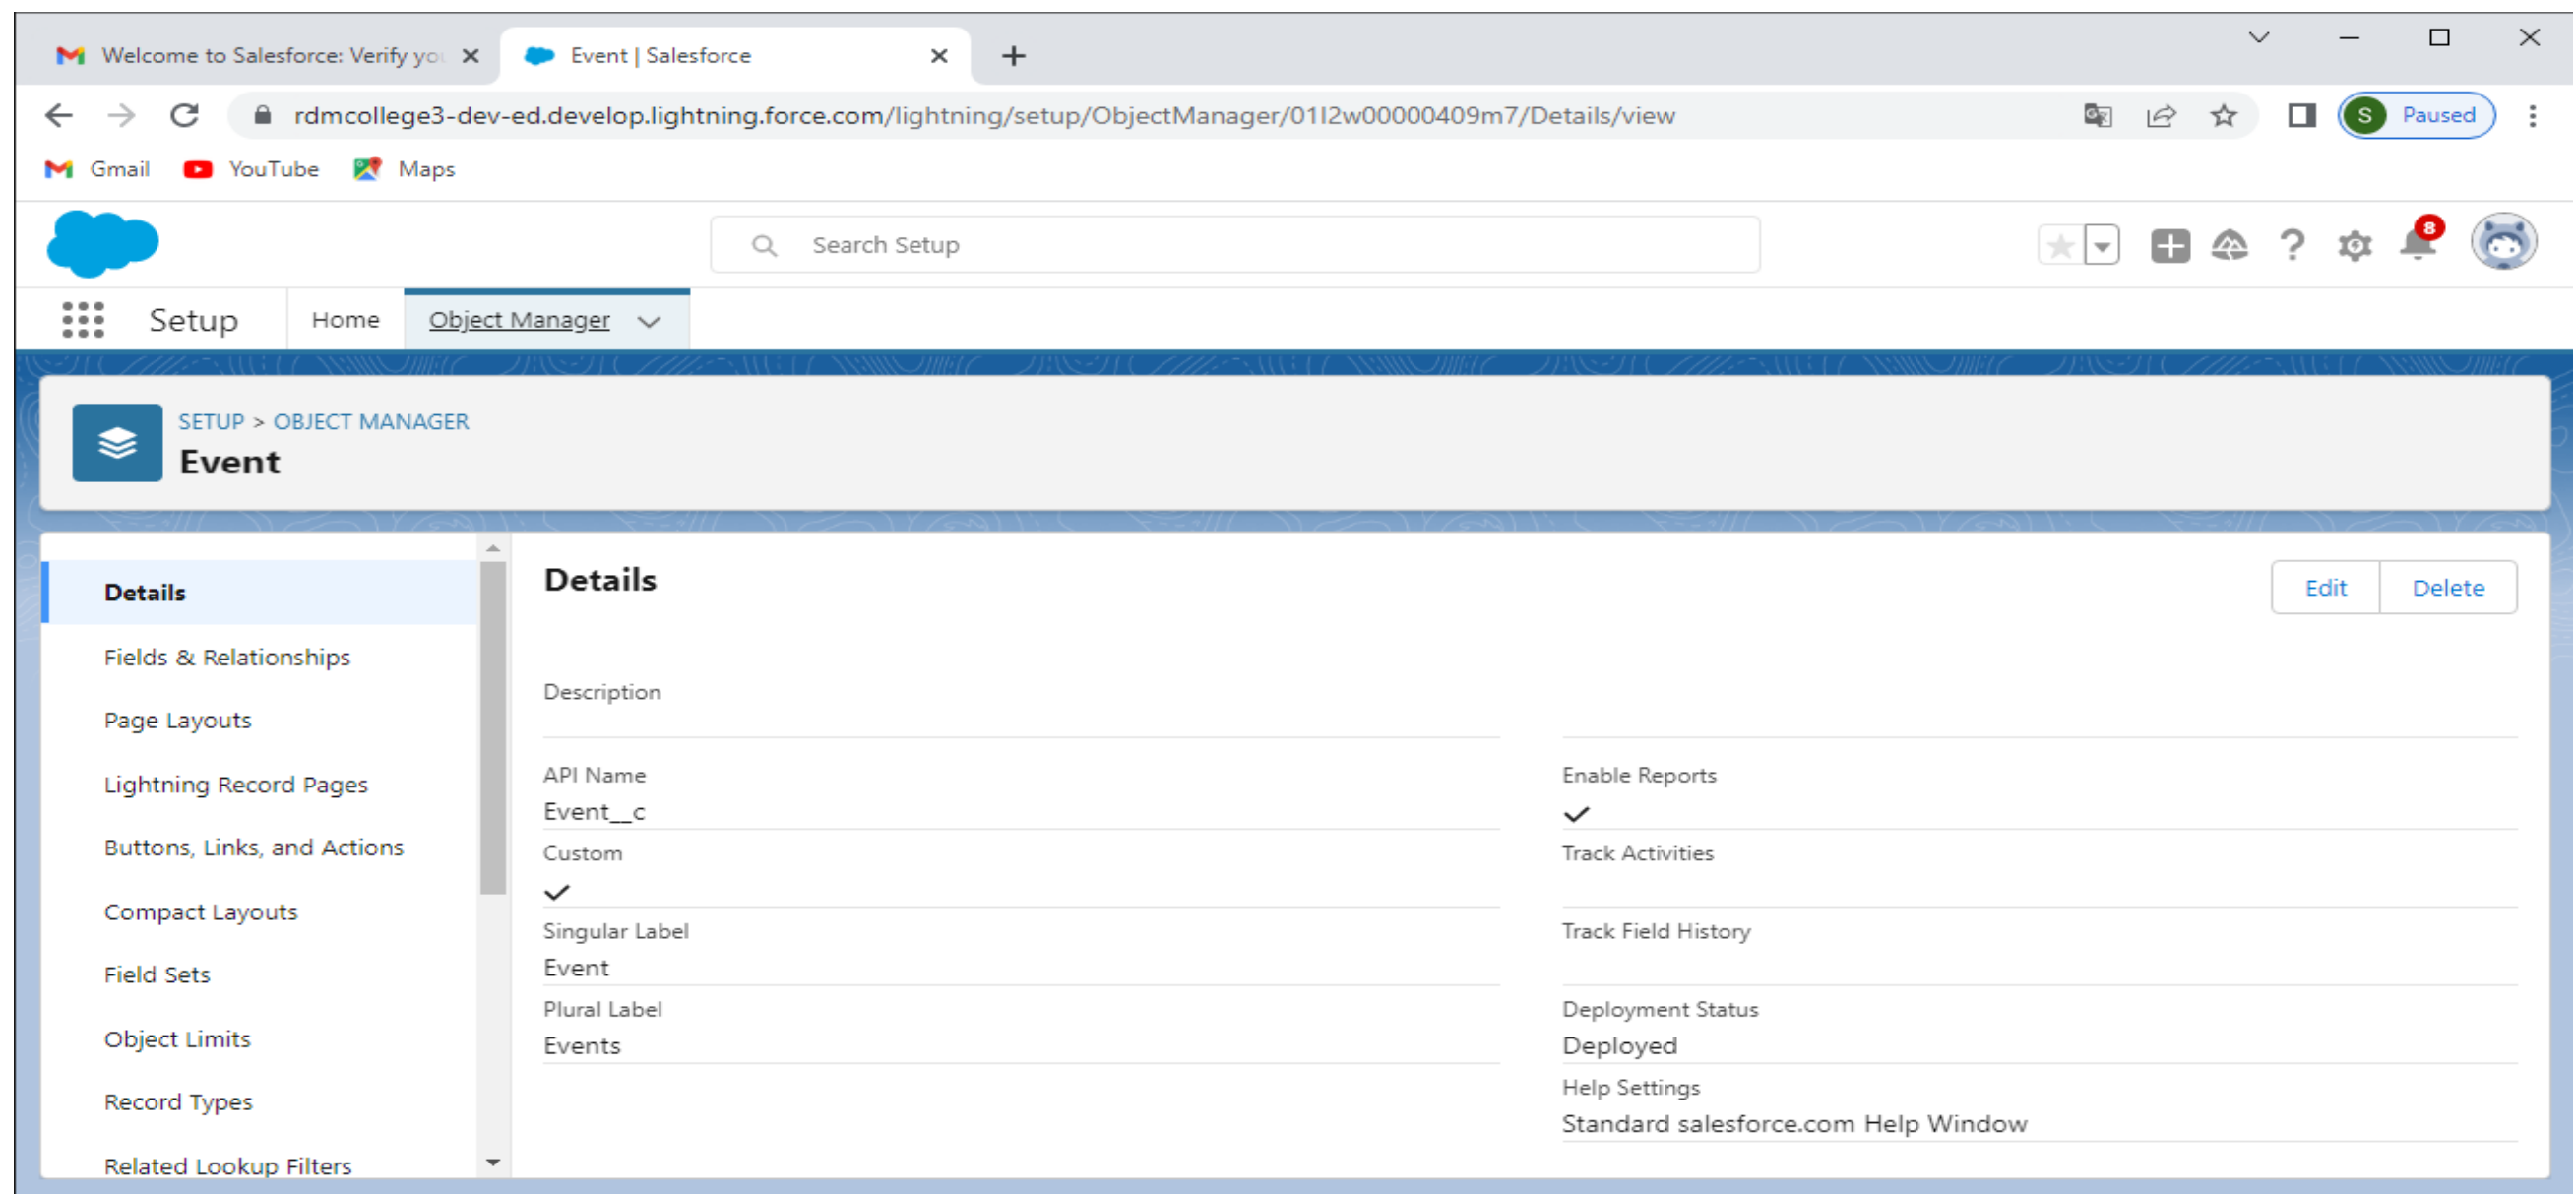 Welcome to Salesforce: Verify you
Event | Salesforce
rdmcollege3-dev-ed.develop.lightning.force.com/lightning/setup/ObjectManager/01I2w00000409m7/Details/view
S Paused
Gmail YouTube Maps
Search Setup
8
Setup Home Object Manager
SETUP > OBJECT MANAGER
Event
Details
Fields & Relationships
Page Layouts
Lightning Record Pages
Buttons, Links, and Actions
Compact Layouts
Field Sets
Object Limits
Record Types
Related Lookup Filters
Details
Edit Delete
Description
API Name
Event__c
Custom
Singular Label
Event
Plural Label
Events
Enable Reports
Track Activities
Track Field History
Deployment Status
Deployed
Help Settings
Standard salesforce.com Help Window